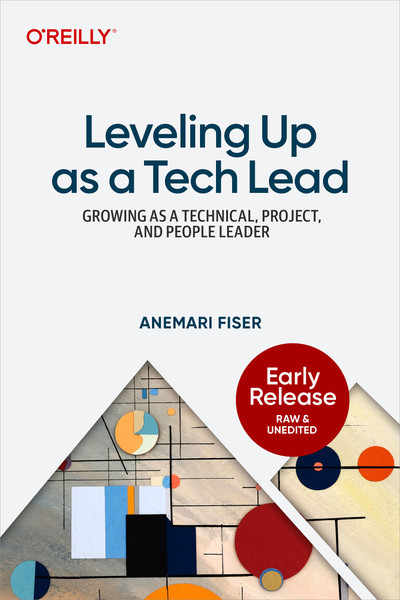 O'REILLY®
Leveling Up
as a Tech Lead
GROWING AS A TECHNICAL, PROJECT,
AND PEOPLE LEADER
ANEMARI FISER
Early
Release
RAW &
UNEDITED